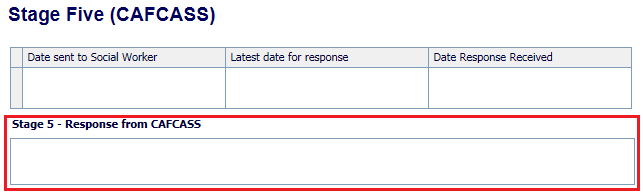 Stage Five (CAFCASS)
Date sent to Social Worker Latest date for response Date Response Received
Stage 5 - Response from CAFCASS